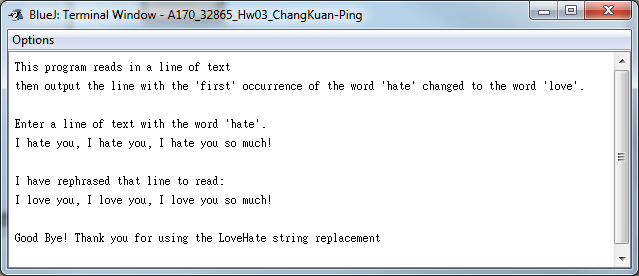 BlueJ: Terminal Window - A170_32865_Hw03_ChangKuan-Ping
Options
This program reads in a line of text
then output the line with the 'first' occurrence of the word 'hate' changed to the word 'love'.
Enter a line of text with the word 'hate'.
I hate you, I hate you, I hate you so much!
I have rephrased that line to read:
I love you, I love you, I love you so much!
Good Bye! Thank you for using the LoveHate string replacement